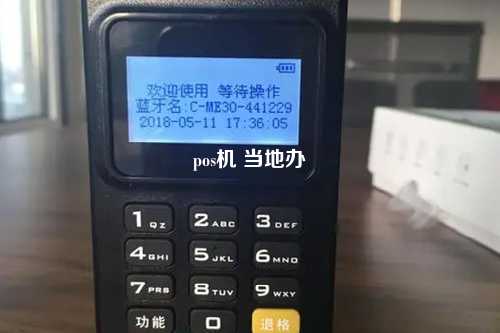 欢迎使用 等待操作
蓝牙名:C-ME30-441229
2018-05-11 17:36:05
pos机 当地办
1 QZ 2 ABC 3 DEF
4 GHI 5 JKL 6 MNO
7 PRS 8 TUV 9 WXY
功能 0 退格